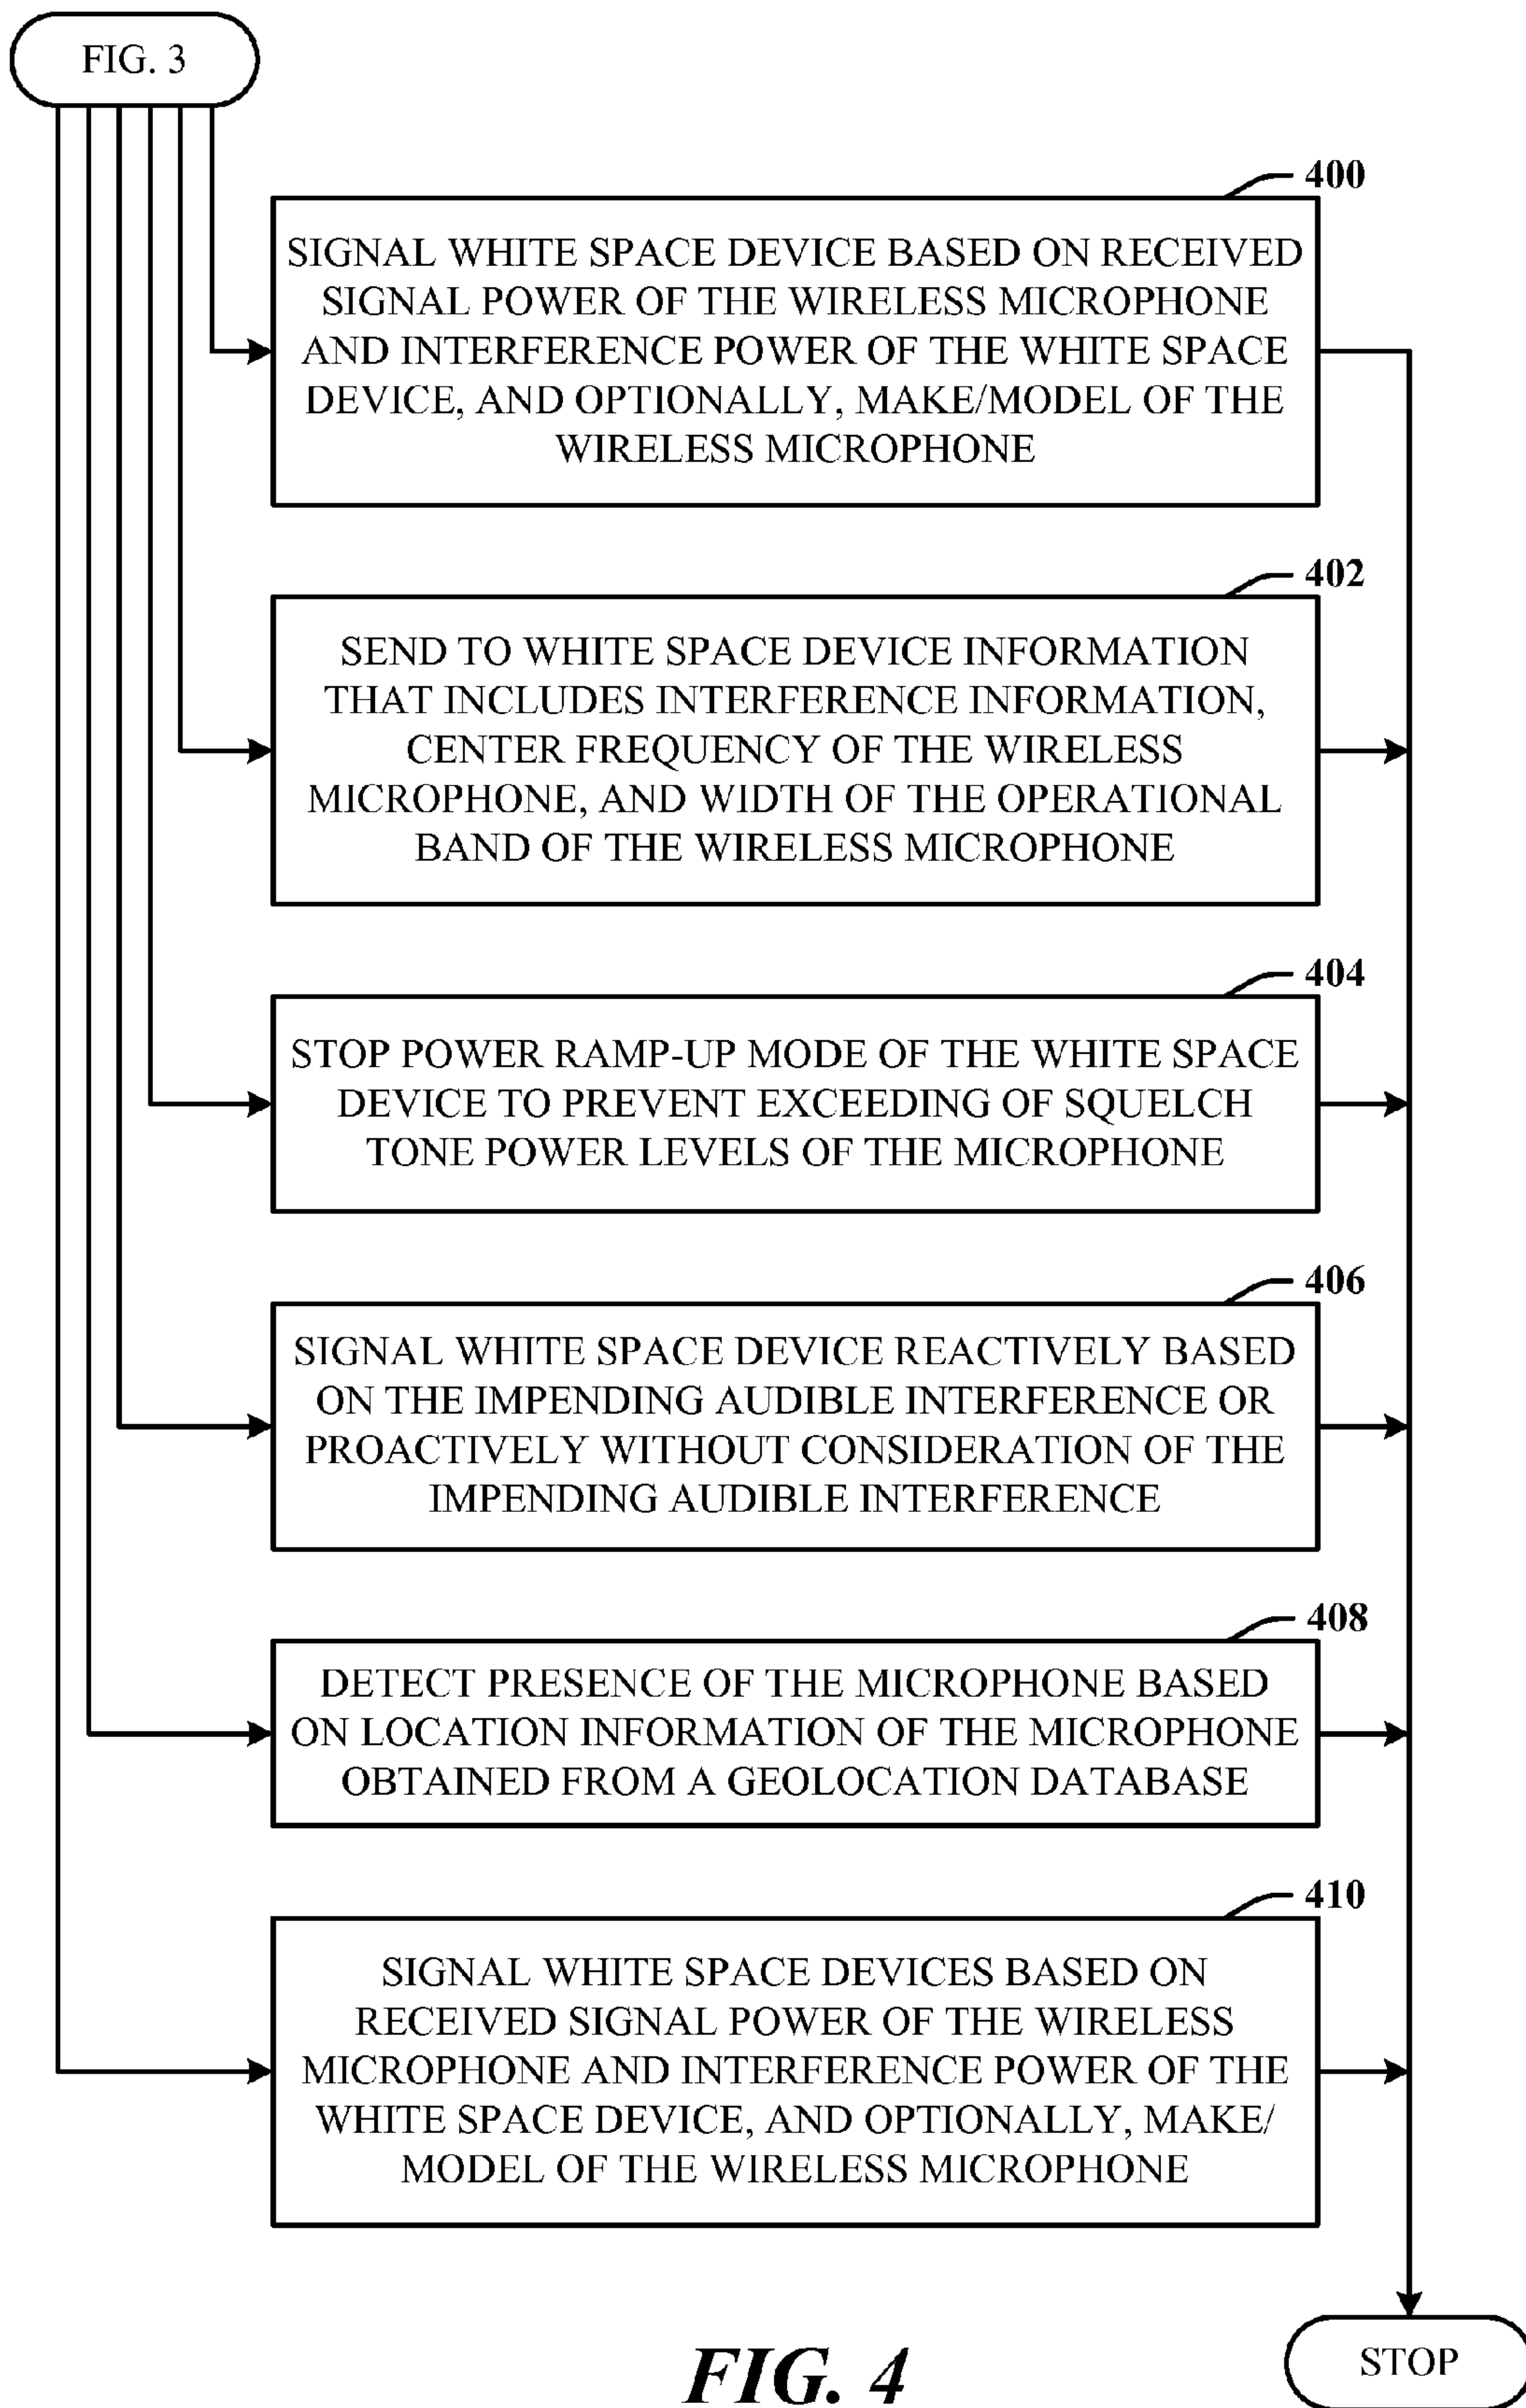 FIG. 3
400
SIGNAL WHITE SPACE DEVICE BASED ON RECEIVED
SIGNAL POWER OF THE WIRELESS MICROPHONE
AND INTERFERENCE POWER OF THE WHITE SPACE
DEVICE, AND OPTIONALLY, MAKE/MODEL OF THE
WIRELESS MICROPHONE
402
SEND TO WHITE SPACE DEVICE INFORMATION
THAT INCLUDES INTERFERENCE INFORMATION,
CENTER FREQUENCY OF THE WIRELESS
MICROPHONE, AND WIDTH OF THE OPERATIONAL
BAND OF THE WIRELESS MICROPHONE
404
STOP POWER RAMP-UP MODE OF THE WHITE SPACE
DEVICE TO PREVENT EXCEEDING OF SQUELCH
TONE POWER LEVELS OF THE MICROPHONE
406
SIGNAL WHITE SPACE DEVICE REACTIVELY BASED
ON THE IMPENDING AUDIBLE INTERFERENCE OR
PROACTIVELY WITHOUT CONSIDERATION OF THE
IMPENDING AUDIBLE INTERFERENCE
408
DETECT PRESENCE OF THE MICROPHONE BASED
ON LOCATION INFORMATION OF THE MICROPHONE
OBTAINED FROM A GEOLOCATION DATABASE
410
SIGNAL WHITE SPACE DEVICES BASED ON
RECEIVED SIGNAL POWER OF THE WIRELESS
MICROPHONE AND INTERFERENCE POWER OF THE
WHITE SPACE DEVICE, AND OPTIONALLY, MAKE/
MODEL OF THE WIRELESS MICROPHONE
STOP
FIG. 4